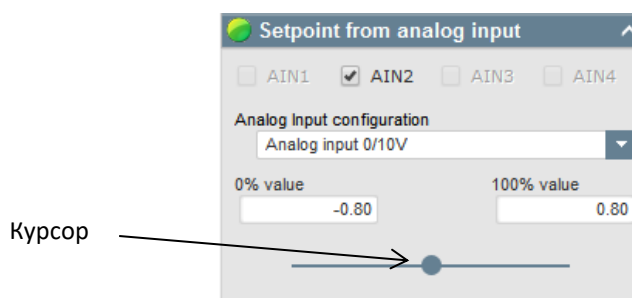 Setpoint from analog input
AIN1 AIN2 AIN3 AIN4
Analog Input configuration
Analog input 0/10V
0% value 100% value
-0.80 0.80
Курсор